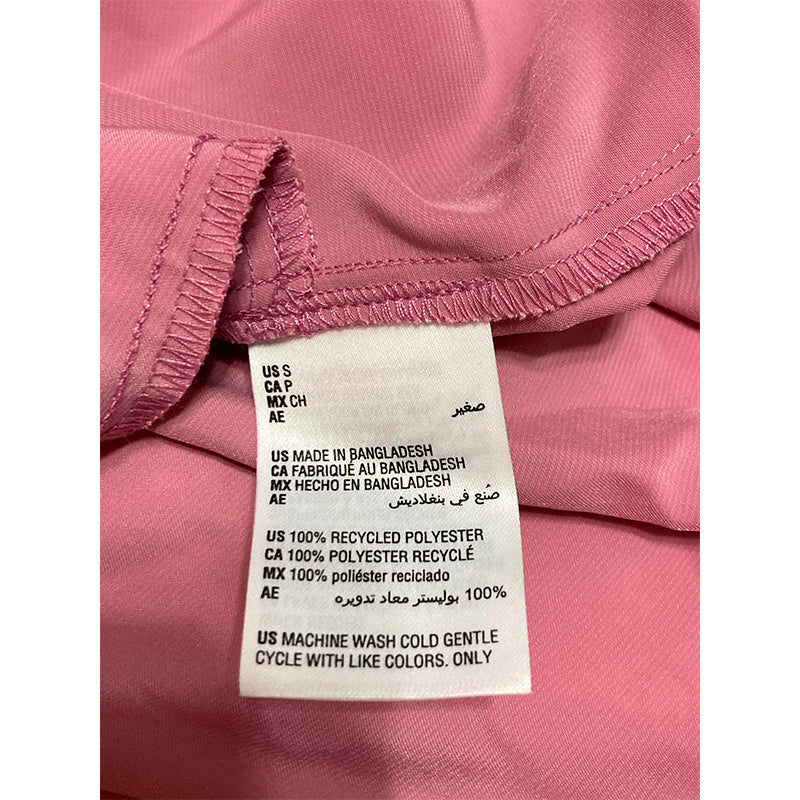 US S
CA P
MX CH
AE صغير
US MADE IN BANGLADESH
CA FABRIQUÉ AU BANGLADESH
MX HECHO EN BANGLADESH
AE صُنع في بنغلاديش
US 100% RECYCLED POLYESTER
CA 100% POLYESTER RECYCLÉ
MX 100% poliéster reciclado
AE 100% بوليستر معاد تدويره
US MACHINE WASH COLD GENTLE
CYCLE WITH LIKE COLORS. ONLY